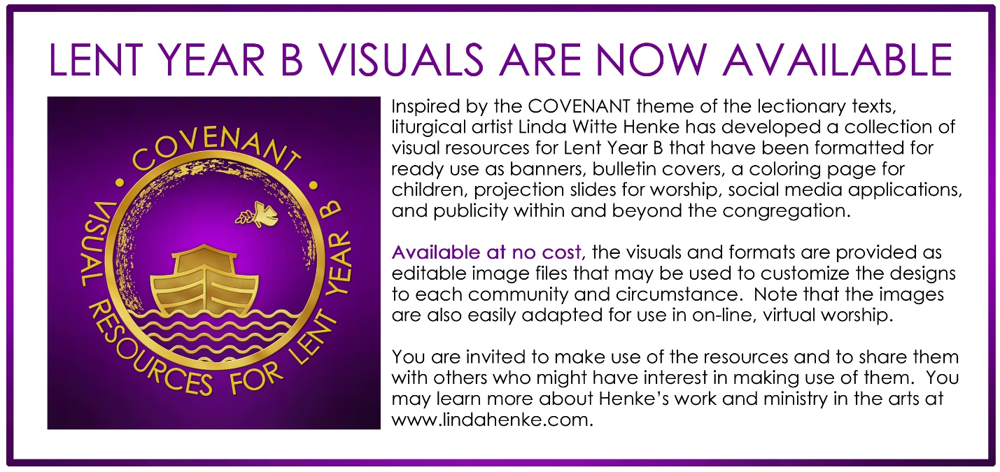 LENT YEAR B VISUALS ARE NOW AVAILABLE
• COVENANT •
VISUAL RESOURCES FOR LENT YEAR B
Inspired by the COVENANT theme of the lectionary texts,
liturgical artist Linda Witte Henke has developed a collection of
visual resources for Lent Year B that have been formatted for
ready use as banners, bulletin covers, a coloring page for
children, projection slides for worship, social media applications,
and publicity within and beyond the congregation.
Available at no cost, the visuals and formats are provided as
editable image files that may be used to customize the designs
to each community and circumstance.  Note that the images
are also easily adapted for use in on-line, virtual worship.
You are invited to make use of the resources and to share them
with others who might have interest in making use of them.  You
may learn more about Henke’s work and ministry in the arts at
www.lindahenke.com.